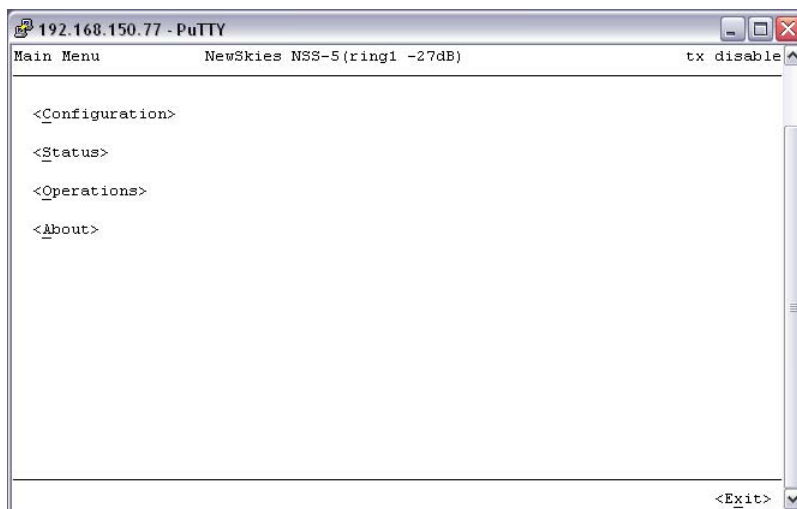 192.168.150.77 - PuTTY
Main Menu NewSkies NSS-5(ring1 -27dB) tx disable
<Configuration>
<Status>
<Operations>
<About>
<Exit>